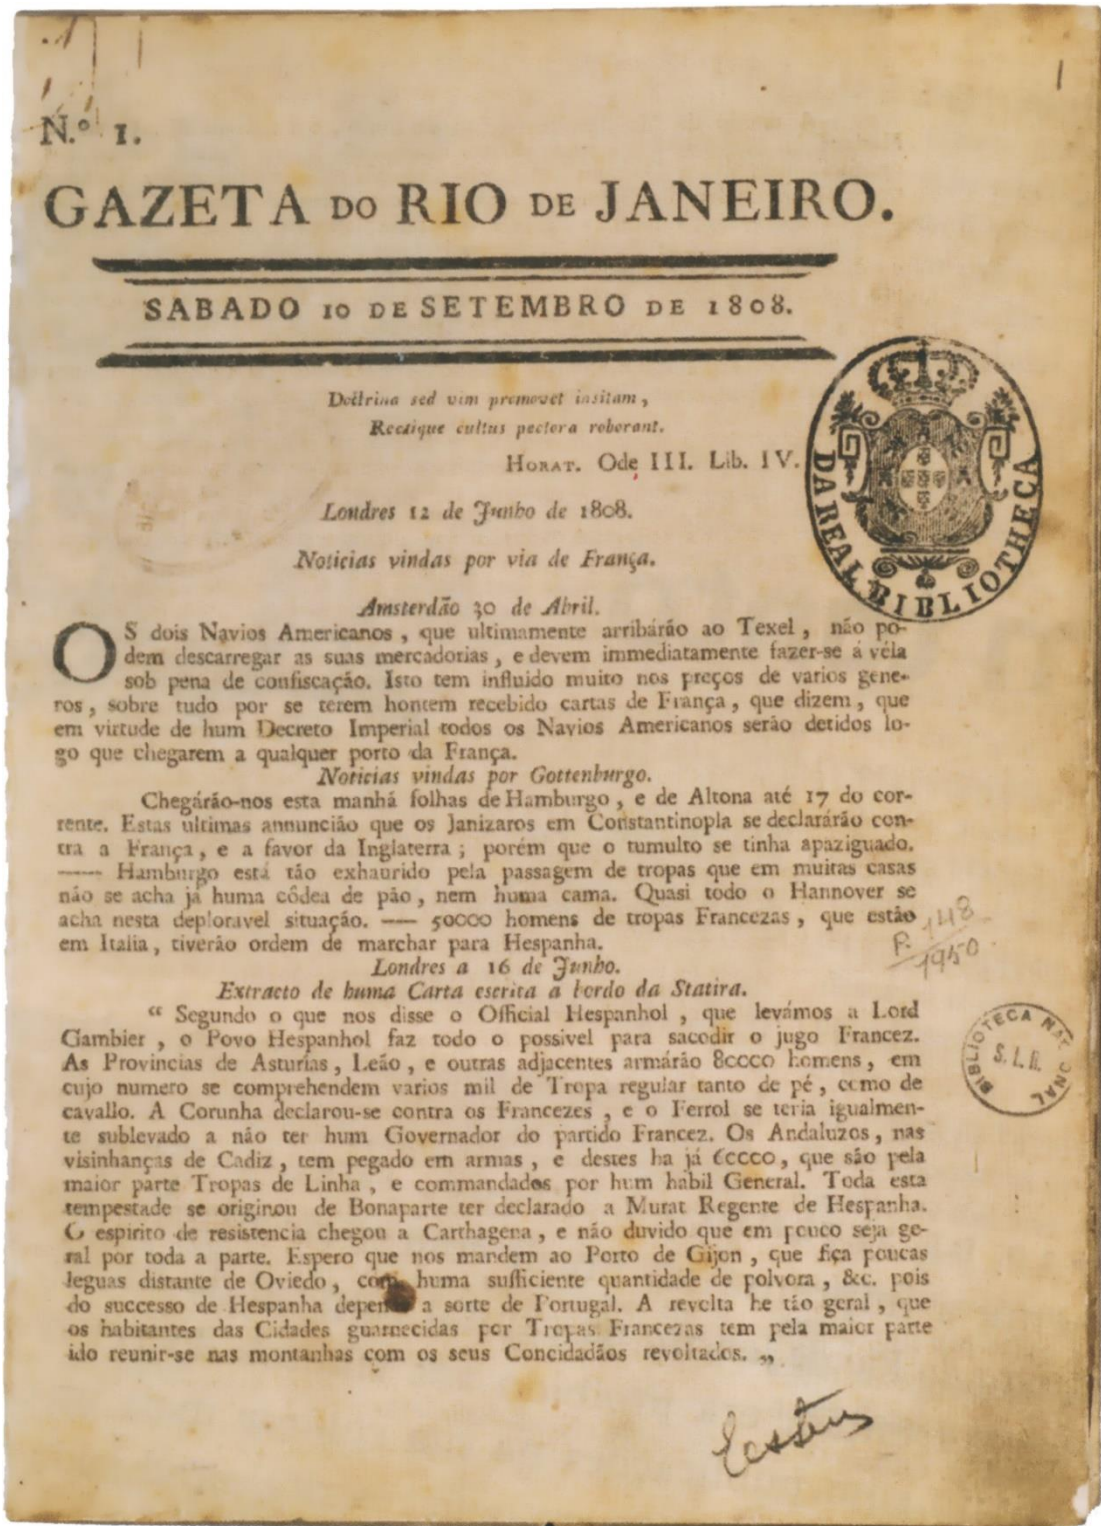 1
N.º 1.
GAZETA DO RIO DE JANEIRO.
SABADO 10 DE SETEMBRO DE 1808.
Doctrina sed vim promovet insitam,
Rectique cultus pectora roborant.
HORAT. Ode III. Lib. IV.
DA REAL BIBLIOTHECA
Londres 12 de Junho de 1808.
Noticias vindas por via de França.
Amsterdão 30 de Abril.
OS dois Navios Americanos, que ultimamente arribárão ao Texel, não po-
dem descarregar as suas mercadorias, e devem immediatamente fazer-se á véla
sob pena de confiscação. Isto tem influido muito nos preços de varios gene-
ros, sobre tudo por se terem hontem recebido cartas de França, que dizem, que
em virtude de hum Decreto Imperial todos os Navios Americanos serão detidos lo-
go que chegarem a qualquer porto da França.
Noticias vindas por Gottenburgo.
Chegárão-nos esta manhã folhas de Hamburgo, e de Altona até 17 do cor-
rente. Estas ultimas annuncião que os Janizaros em Constantinopla se declarárão con-
tra a França, e a favor da Inglaterra; porém que o tumulto se tinha apaziguado.
—— Hamburgo está tão exhaurido pela passagem de tropas que em muitas casas
não se acha já huma côdea de pão, nem huma cama. Quasi todo o Hannover se
acha nesta deploravel situação. —— 50000 homens de tropas Francezas, que estão
em Italia, tiverão ordem de marchar para Hespanha.
P. 148
1950
Londres a 16 de Junho.
Extracto de huma Carta escrita a bordo da Statira.
“ Segundo o que nos disse o Official Hespanhol, que levámos a Lord
Gambier, o Povo Hespanhol faz todo o possivel para sacodir o jugo Francez.
As Provincias de Asturias, Leão, e outras adjacentes armárão 80000 homens, em
cujo numero se comprehendem varios mil de Tropa regular tanto de pé, como de
cavallo. A Corunha declarou-se contra os Francezes, e o Ferrol se teria igualmen-
te sublevado a não ter hum Governador do partido Francez. Os Andaluzos, nas
visinhanças de Cadiz, tem pegado em armas, e destes ha já 60000, que são pela
maior parte Tropas de Linha, e commandados por hum habil General. Toda esta
tempestade se originou de Bonaparte ter declarado a Murat Regente de Hespanha.
O espirito de resistencia chegou a Carthagena, e não duvido que em pouco seja ge-
ral por toda a parte. Espero que nos mandem ao Porto de Gijon, que fica poucas
leguas distante de Oviedo, com huma sufficiente quantidade de polvora, &c. pois
do successo de Hespanha depende a sorte de Portugal. A revolta he tão geral, que
os habitantes das Cidades guarnecidas por Tropas Francezas tem pela maior parte
ido reunir-se nas montanhas com os seus Concidadãos revoltados. „
BIBLIOTECA NACIONAL
S. L. R.